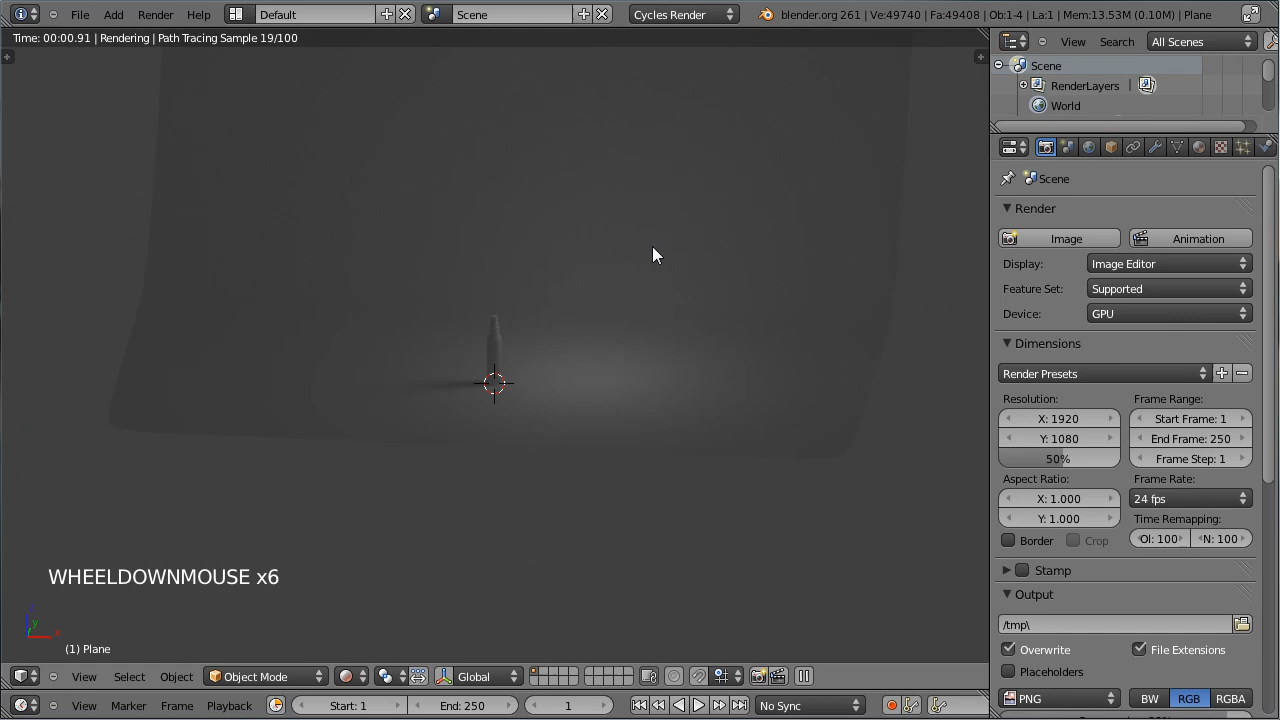 File Add Render Help Default Scene Cycles Render blender.org 261 | Ve:49740 | Fa:49408 | Ob:1-4 | La:1 | Mem:13.53M (0.10M) | Plane
Time: 00:00.91 | Rendering | Path Tracing Sample 19/100
View Search All Scenes
Scene
RenderLayers |
World
Scene
Render
Image Animation
Display: Image Editor
Feature Set: Supported
Device: GPU
Dimensions
Render Presets
Resolution: Frame Range:
X: 1920 Start Frame: 1
Y: 1080 End Frame: 250
50% Frame Step: 1
Aspect Ratio: Frame Rate:
X: 1.000 24 fps
Y: 1.000 Time Remapping:
Border Crop Ol: 100 N: 100
Stamp
Output
/tmp\
Overwrite File Extensions
Placeholders
PNG BW RGB RGBA
WHEELDOWNMOUSE x6
z
y
x
(1) Plane
View Select Object Object Mode Global
View Marker Frame Playback Start: 1 End: 250 1 No Sync